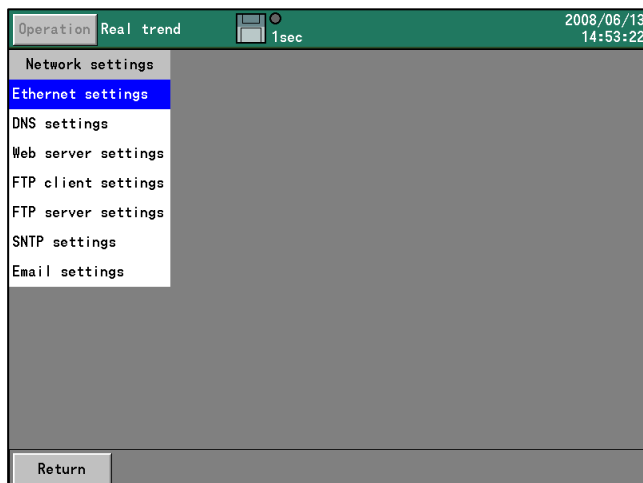 Operation Real trend 1sec 2008/06/13
14:53:22
Network settings
Ethernet settings
DNS settings
Web server settings
FTP client settings
FTP server settings
SNTP settings
Email settings
Return